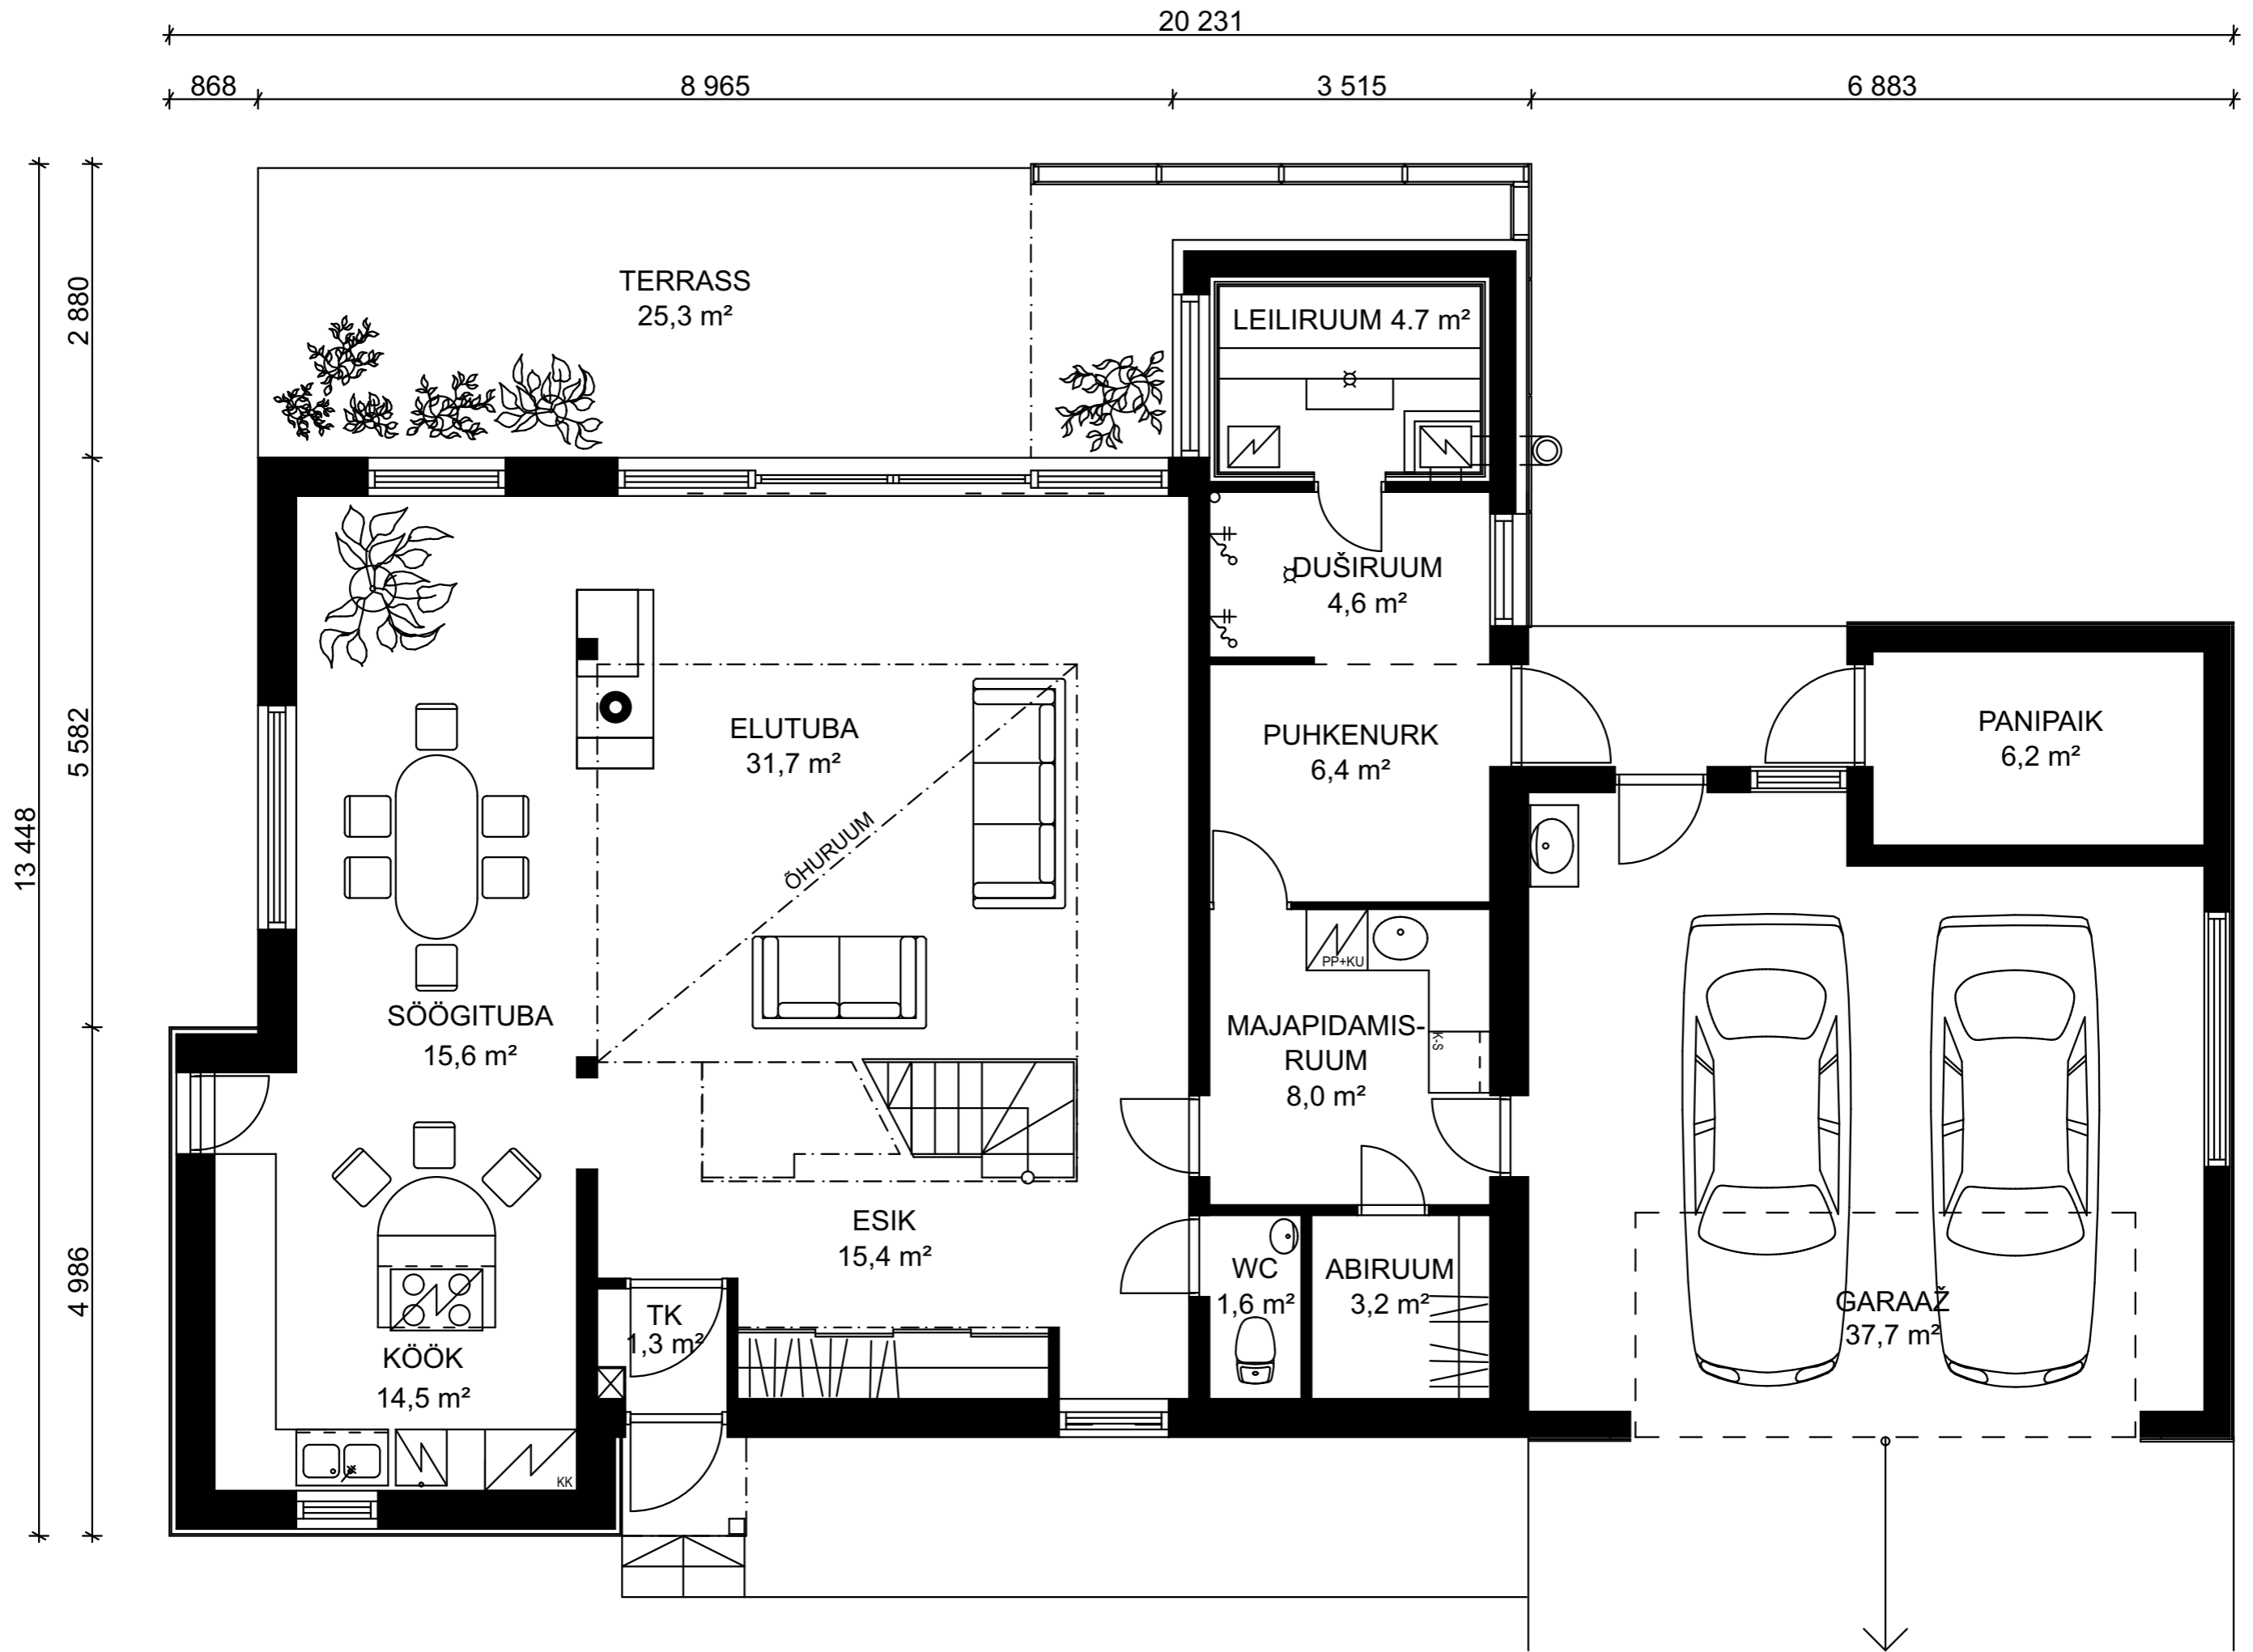 20 231
868
8 965
3 515
6 883
2 880
5 582
13 448
4 986
TERRASS
25,3 m²
LEILIRUUM 4.7 m²
DUŠIRUUM
4,6 m²
ELUTUBA
31,7 m²
PUHKENURK
6,4 m²
PANIPAIK
6,2 m²
ÕHURUUM
PP+KU
SÖÖGITUBA
15,6 m²
MAJAPIDAMIS-
RUUM
8,0 m²
K-S
ESIK
15,4 m²
WC
1,6 m²
ABIRUUM
3,2 m²
GARAAŽ
37,7 m²
TK
1,3 m²
KÖÖK
14,5 m²
KK